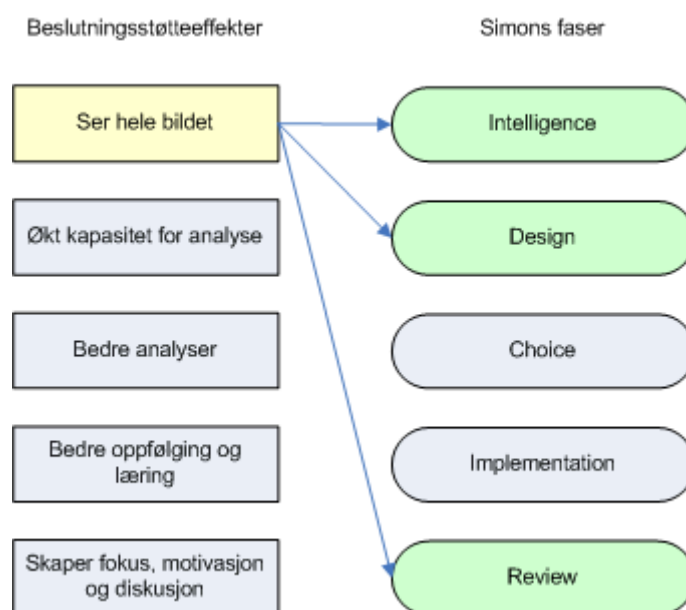 Beslutningsstøtteeffekter
Simons faser
Ser hele bildet
Intelligence
Økt kapasitet for analyse
Design
Bedre analyser
Choice
Bedre oppfølging og
læring
Implementation
Skaper fokus, motivasjon
og diskusjon
Review